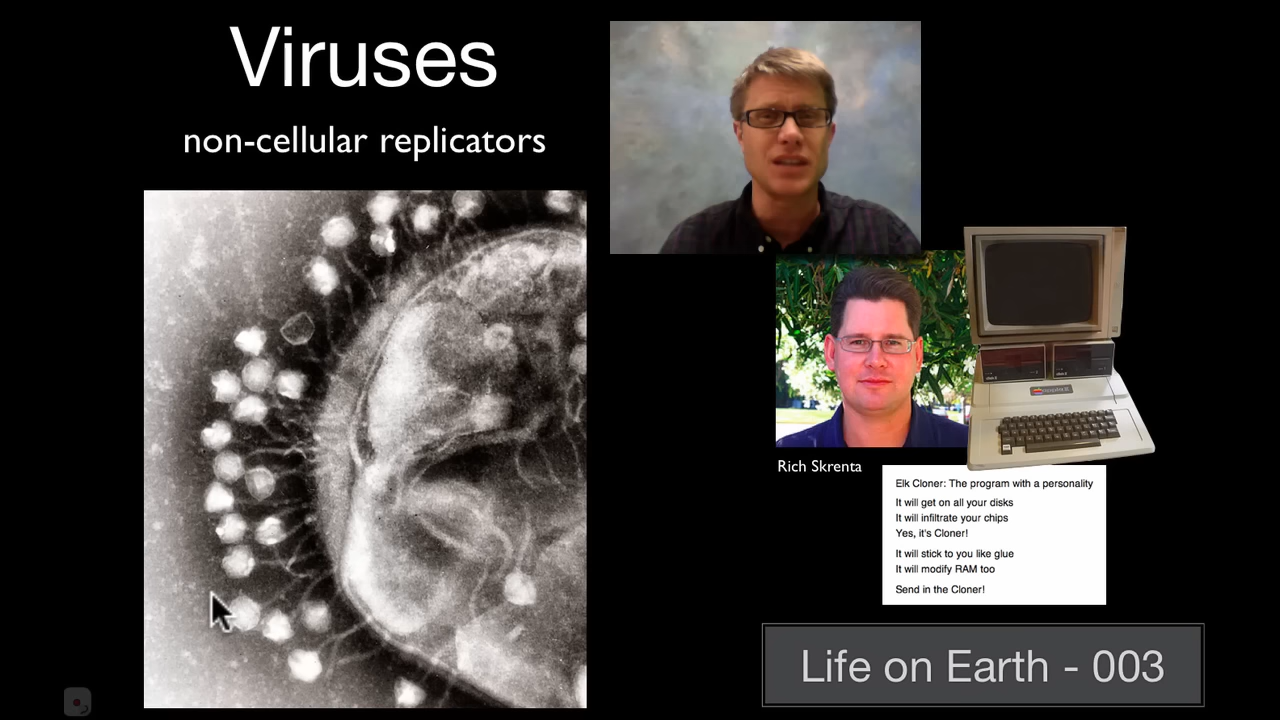 Viruses
non-cellular replicators
Rich Skrenta
Elk Cloner: The program with a personality
It will get on all your disks
It will infiltrate your chips
Yes, it's Cloner!
It will stick to you like glue
It will modify RAM too
Send in the Cloner!
Life on Earth - 003